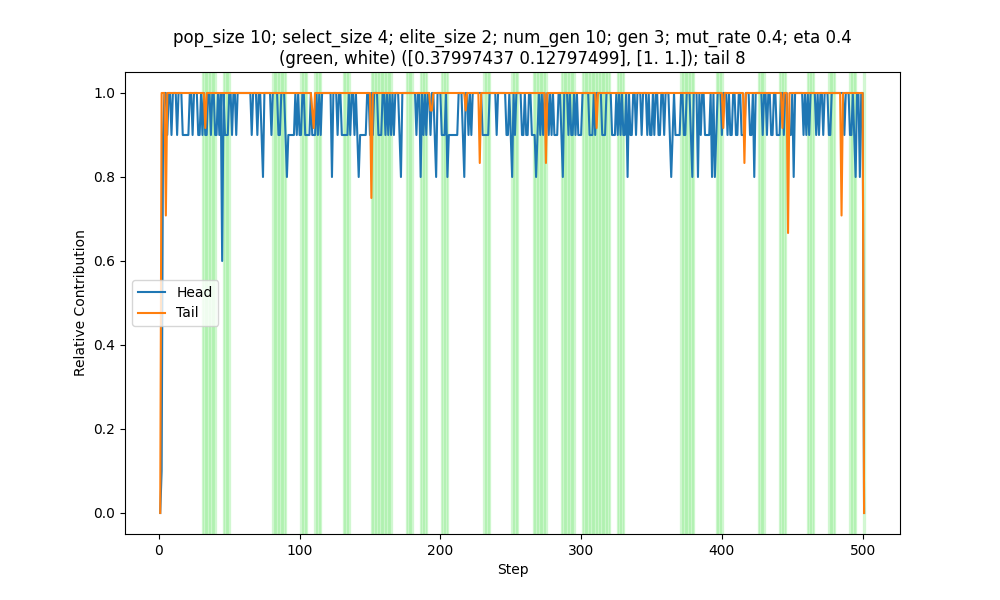 pop_size 10; select_size 4; elite_size 2; num_gen 10; gen 3; mut_rate 0.4; eta 0.4
(green, white) ([0.37997437 0.12797499], [1. 1.]); tail 8
1.0
0.8
0.6
0.4
0.2
0.0
Relative Contribution
Head
Tail
0
100
200
300
400
500
Step